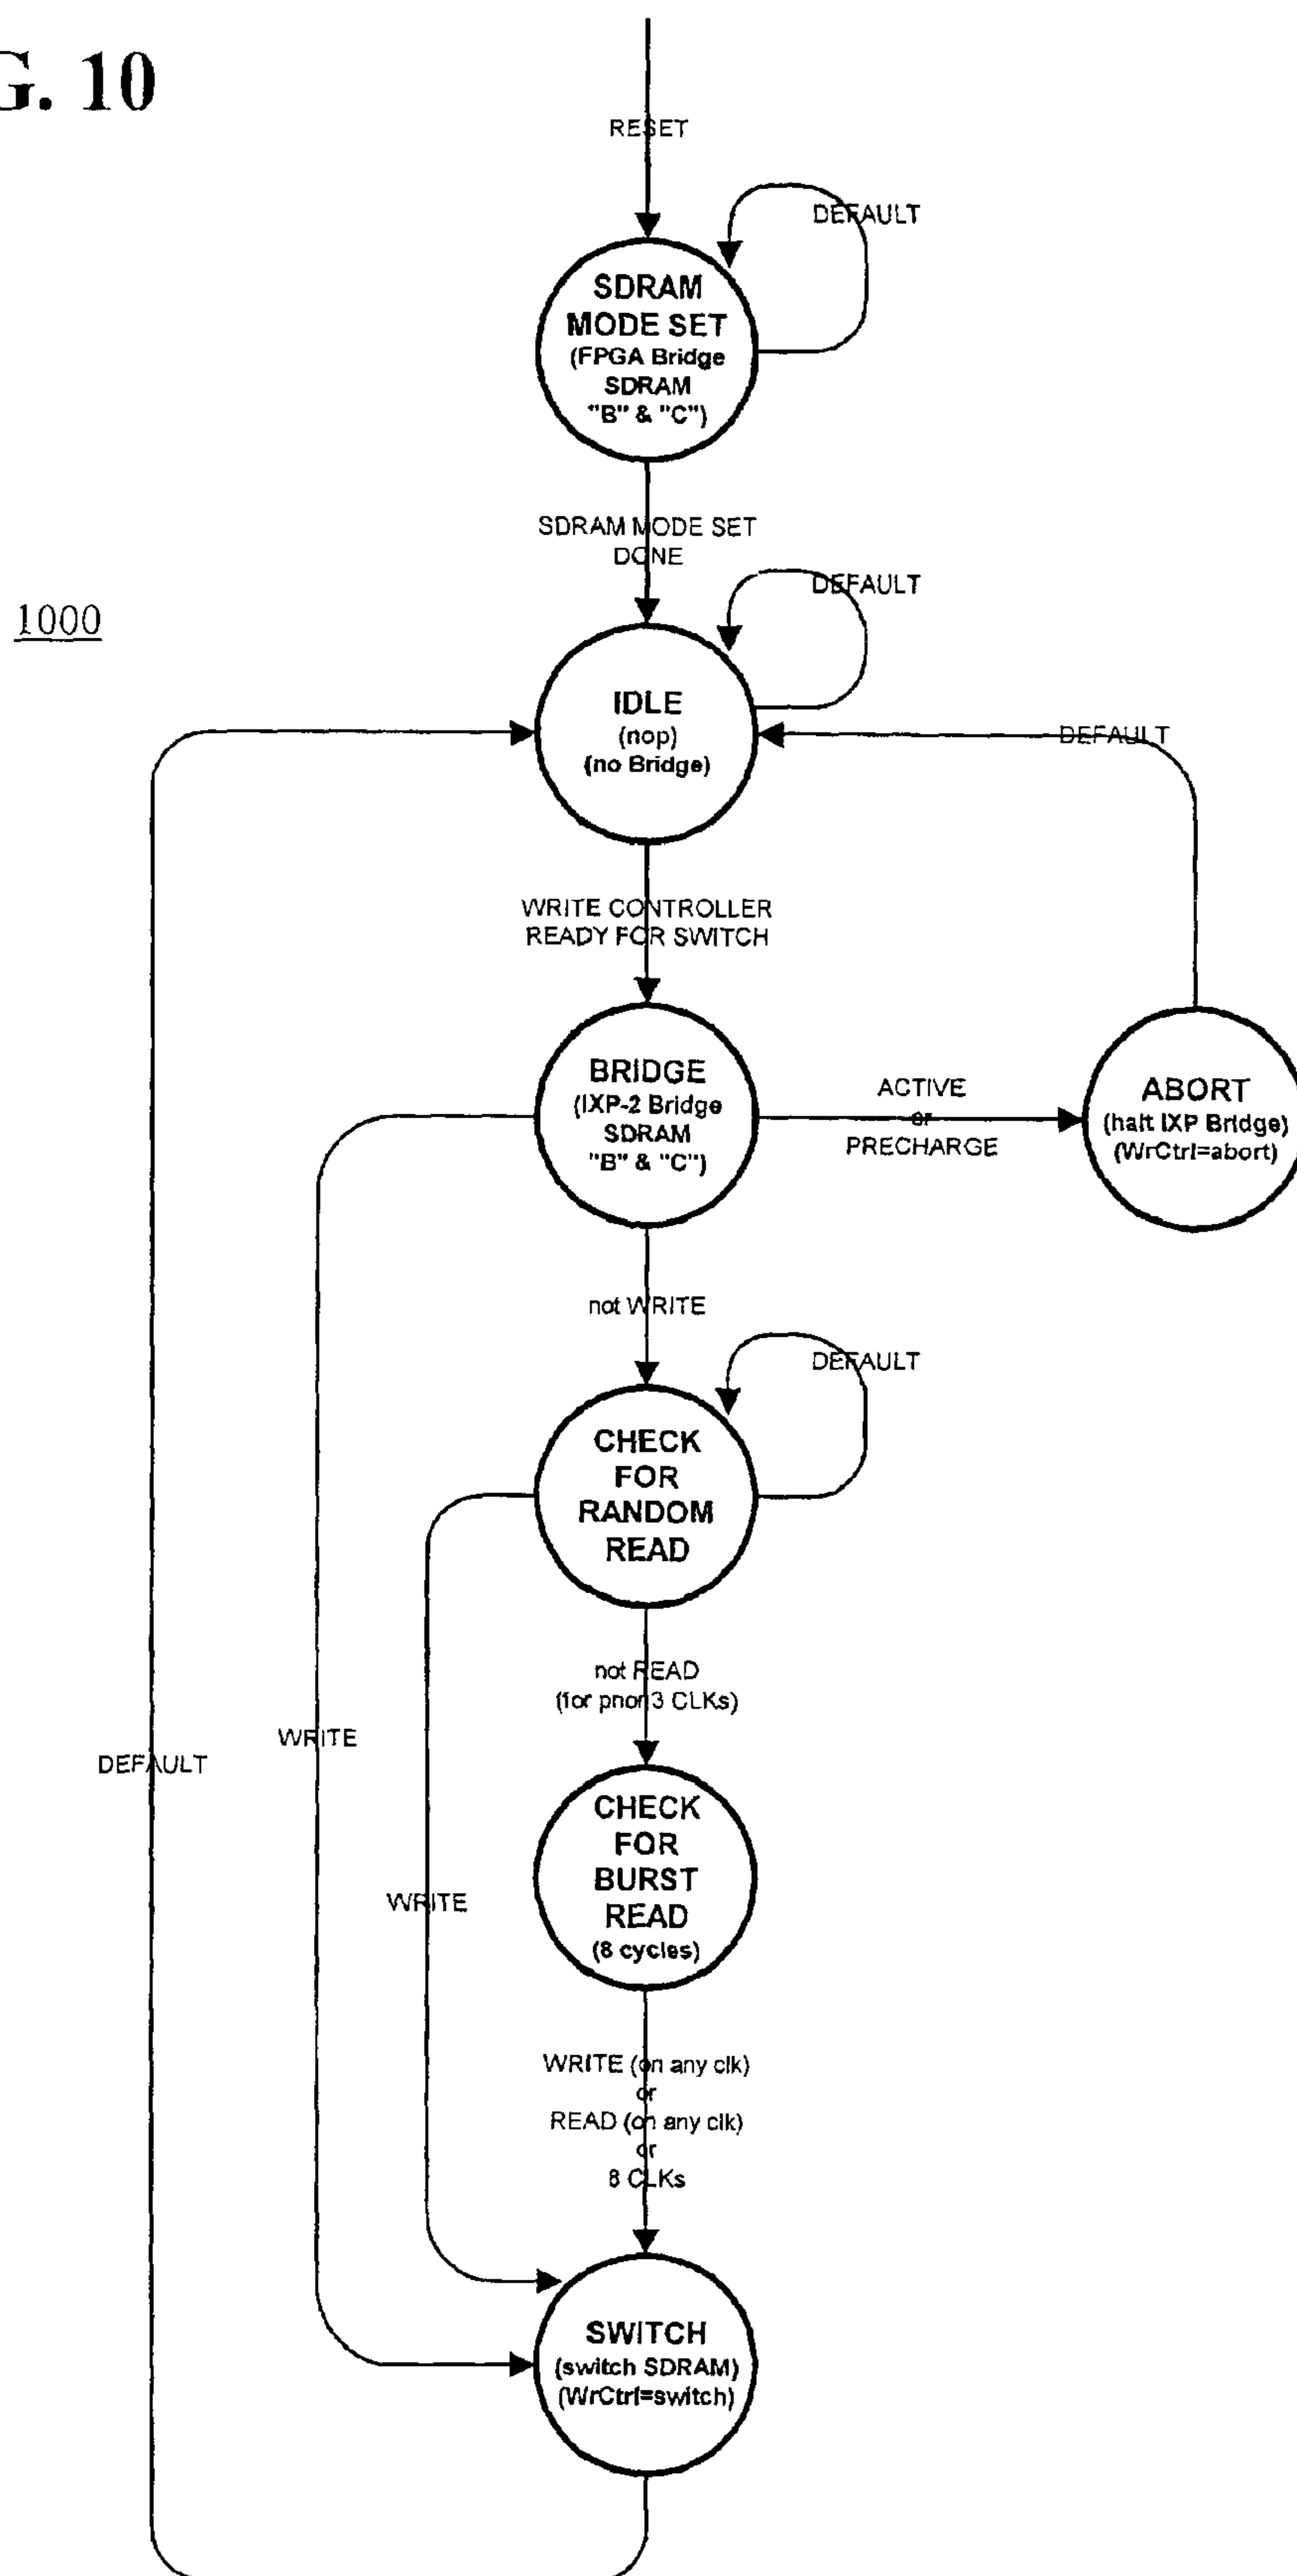 G. 10
RESET
DEFAULT
SDRAM
MODE SET
(FPGA Bridge
SDRAM
"B" & "C")
SDRAM MODE SET
DONE
DEFAULT
1000
IDLE
(nop)
(no Bridge)
DEFAULT
WRITE CONTROLLER
READY FOR SWITCH
BRIDGE
(IXP-2 Bridge
SDRAM
"B" & "C")
ACTIVE
or
PRECHARGE
ABORT
(halt IXP Bridge)
(WrCtrl=abort)
not WRITE
DEFAULT
CHECK
FOR
RANDOM
READ
not READ
(for prior 3 CLKs)
WRITE
DEFAULT
CHECK
FOR
BURST
READ
(8 cycles)
WRITE
WRITE (on any clk)
or
READ (on any clk)
or
8 CLKs
SWITCH
(switch SDRAM)
(WrCtrl=switch)